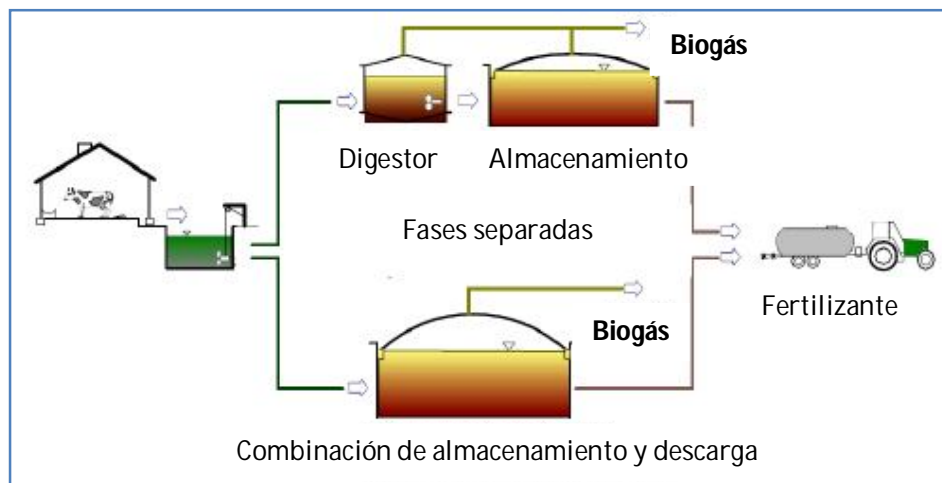 Biogás
Digestor
Almacenamiento
Fases separadas
Fertilizante
Biogás
Combinación de almacenamiento y descarga